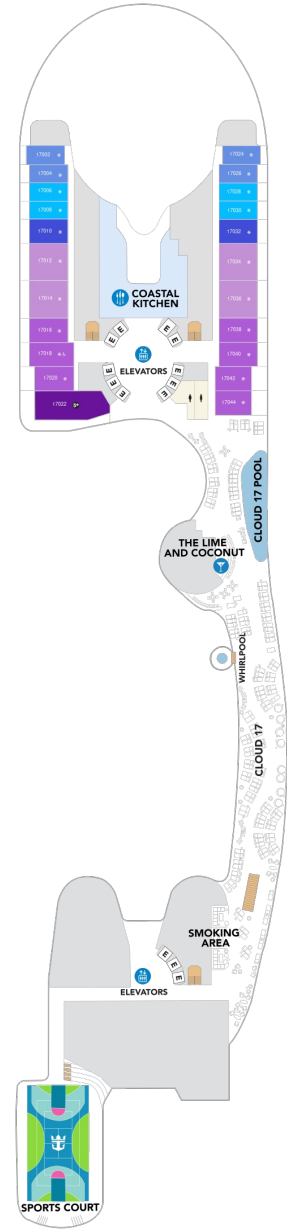 17002
17024
17004
17026
17006
17028
17008
17030
17010
17032
17012
17034
17014
17036
17016
17038
17018
17040
17020
17042
17022
17044
COASTAL
KITCHEN
E E E E
ELEVATORS
E E E E E E
CLOUD 17 POOL
THE LIME
AND COCONUT
WHIRLPOOL
CLOUD 17
SMOKING
AREA
E E E
ELEVATORS
SPORTS COURT